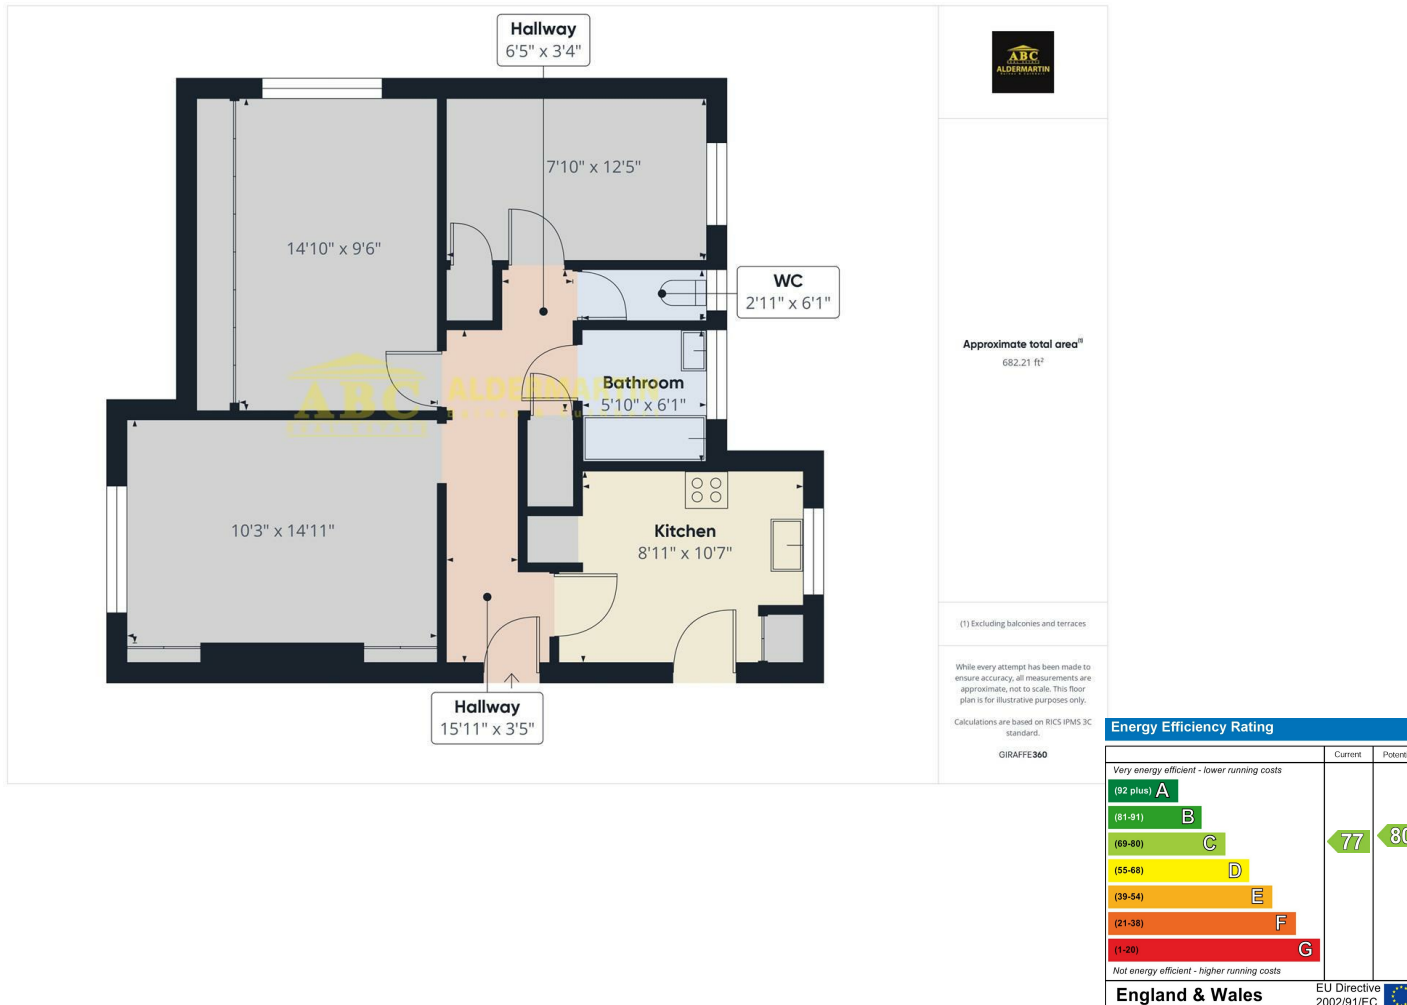 Hallway
6'5" x 3'4"
7'10" x 12'5"
14'10" x 9'6"
WC
2'11" x 6'1"
ABC
ALDERMARTIN
Bathroom
5'10" x 6'1"
10'3" x 14'11"
Kitchen
8'11" x 10'7"
Hallway
15'11" x 3'5"
ABC
ALDERMARTIN
Approximate total area(1)
682.21 ft²
(1) Excluding balconies and terraces
While every attempt has been made to
ensure accuracy, all measurements are
approximate, not to scale. This floor
plan is for illustrative purposes only.
Calculations are based on RICS IPMS 3C
standard.
GIRAFFE360
Energy Efficiency Rating
Current Potent
Very energy efficient - lower running costs
(92 plus) A
(81-91) B
(69-80) C
77 80
(55-68) D
(39-54) E
(21-38) F
(1-20) G
Not energy efficient - higher running costs
England & Wales
EU Directive
2002/91/EC